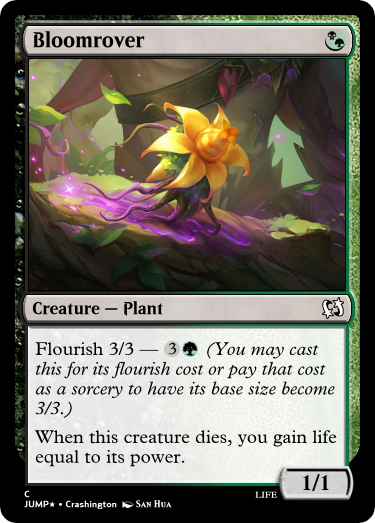 Bloomrover
Creature — Plant
Flourish 3/3 — 3 (You may cast
this for its flourish cost or pay that cost
as a sorcery to have its base size become
3/3.)
When this creature dies, you gain life
equal to its power.
1/1
C
LIFE
JUMP★ • Crashington San Hua